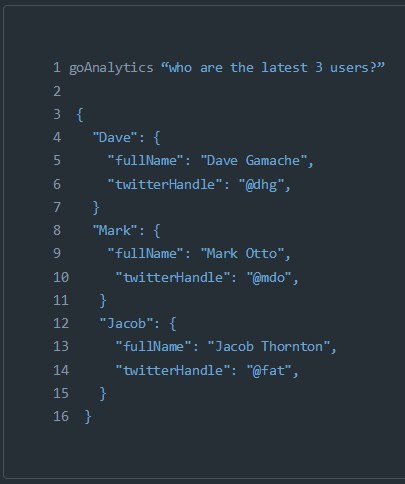 1 goAnalytics “who are the latest 3 users?”
2
3 {
4 "Dave": {
5 "fullName": "Dave Gamache",
6 "twitterHandle": "@dhg",
7 }
8 "Mark": {
9 "fullName": "Mark Otto",
10 "twitterHandle": "@mdo",
11 }
12 "Jacob": {
13 "fullName": "Jacob Thornton",
14 "twitterHandle": "@fat",
15 }
16 }